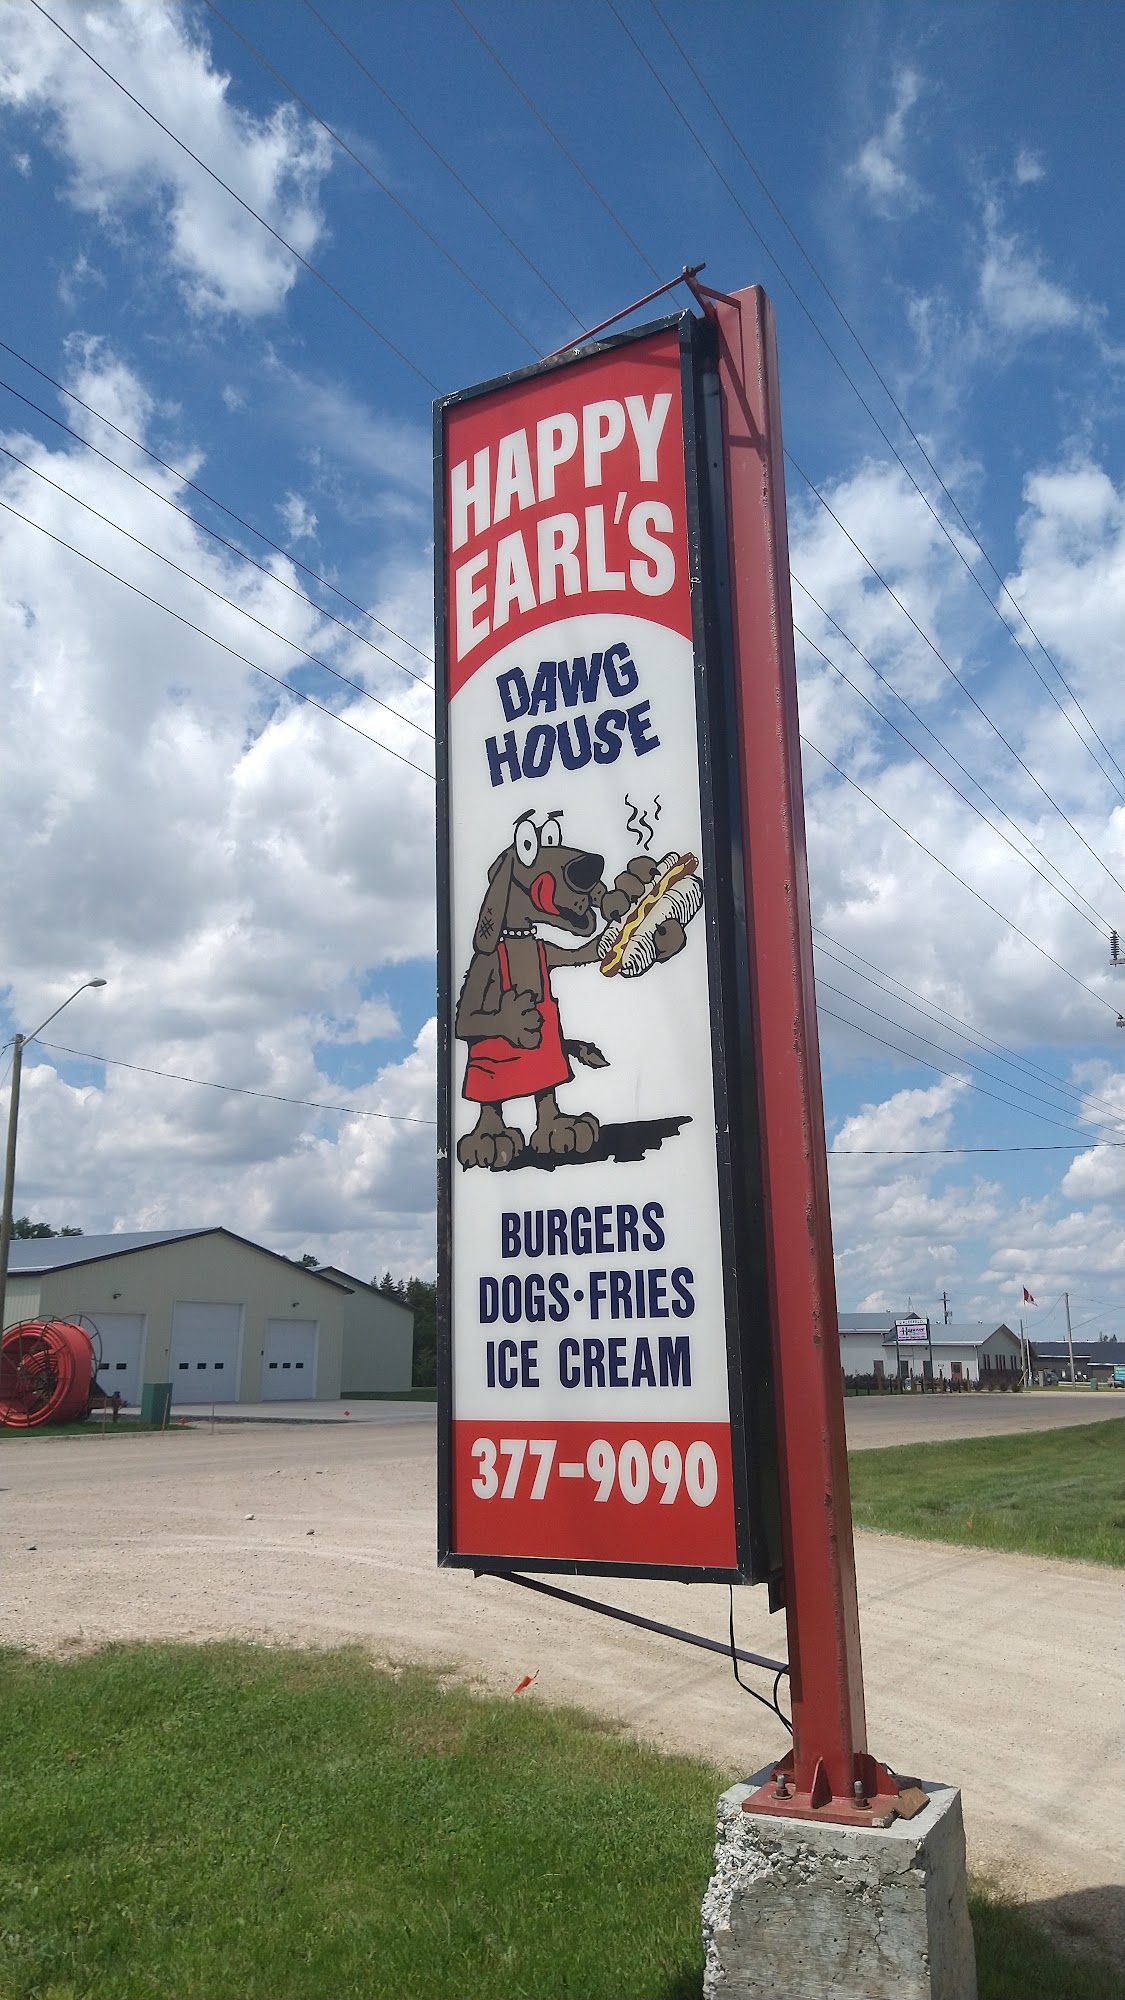 HAPPY
EARL'S
DAWG
HOUSE
BURGERS
DOGS·FRIES
ICE CREAM
377-9090